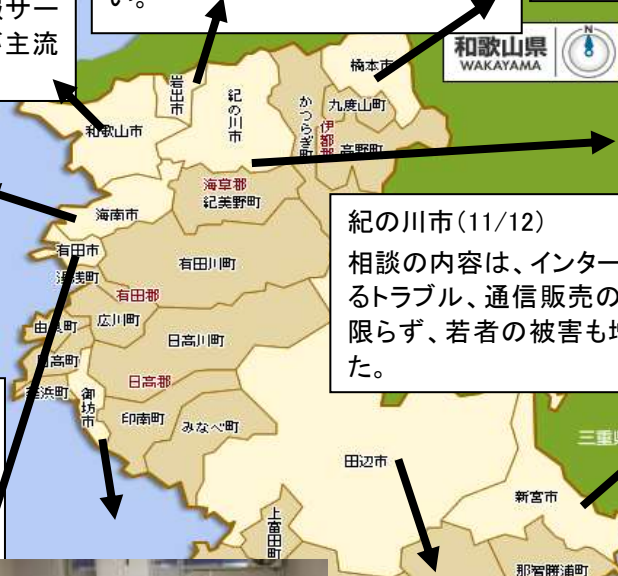 報サー
が主流
い。
和歌山県
WAKAYAMA
N
橋本市
岩出市
紀の川市
かつらぎ町
九度山町
伊都郡
高野町
和歌山市
海草郡
紀美野町
海南市
有田市
湯浅町
有田川町
有田郡
広川町
由良町
日高川町
日高町
日高郡
美浜町
御坊市
印南町
みなべ町
紀の川市(11/12)
相談の内容は、インター
るトラブル、通信販売の
限らず、若者の被害も増
た。
三重県
田辺市
新宮市
上富田町
那智勝浦町